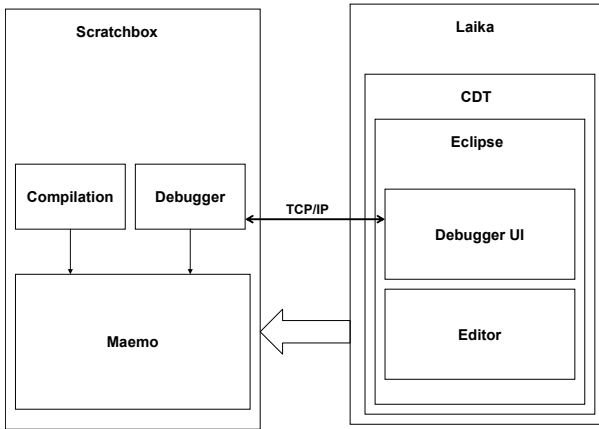 Scratchbox
Laika
CDT
Eclipse
Compilation
Debugger
TCP/IP
Debugger UI
Maemo
Editor